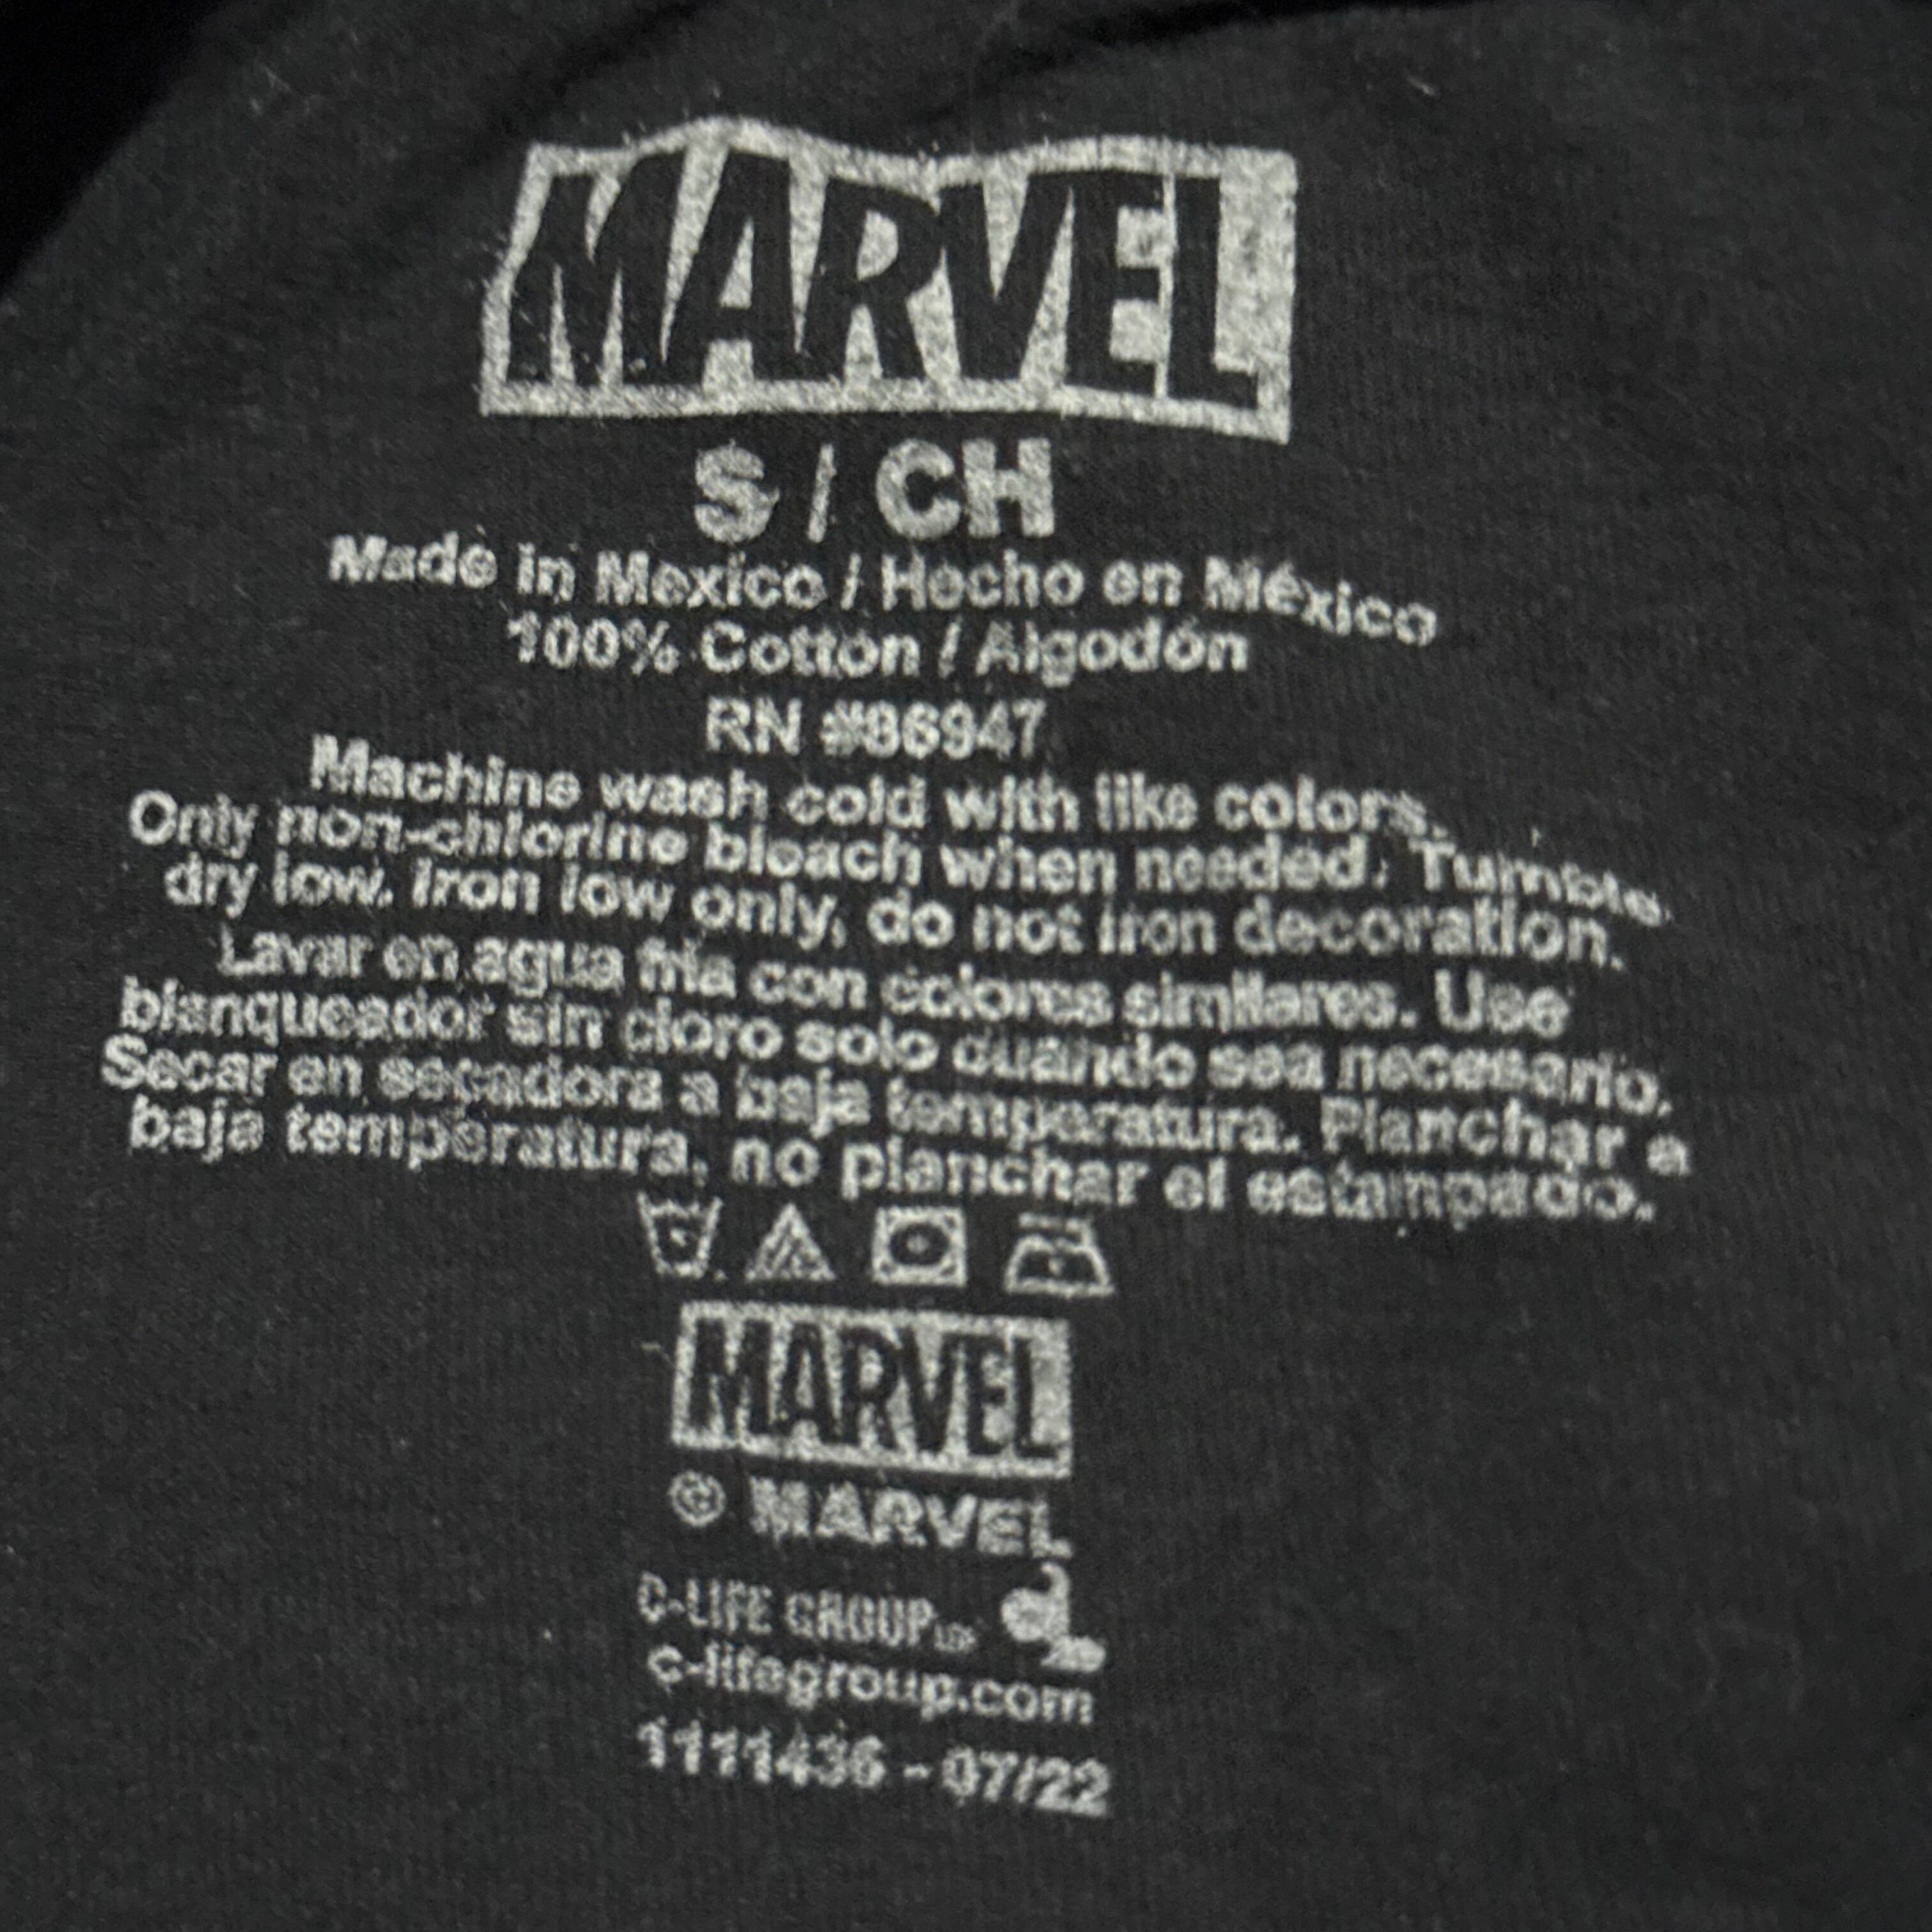 MARVEL
S / CH
Made in Mexico / Hecho en México
100% Cotton / Algodón
RN #86947
Machine wash cold with like colors.
Only non-chlorine bleach when needed. Tumble
dry low. Iron low only, do not iron decoration.
Lavar en agua fria con colores similares. Use
blanqueador sin cloro solo cuando sea necesario.
Secar en secadora a baja temperatura. Planchar a
baja temperatura, no planchar el estampado.
MARVEL
© MARVEL
C-LIFE GROUP
c-lifegroup.com
1111436 - 07/22